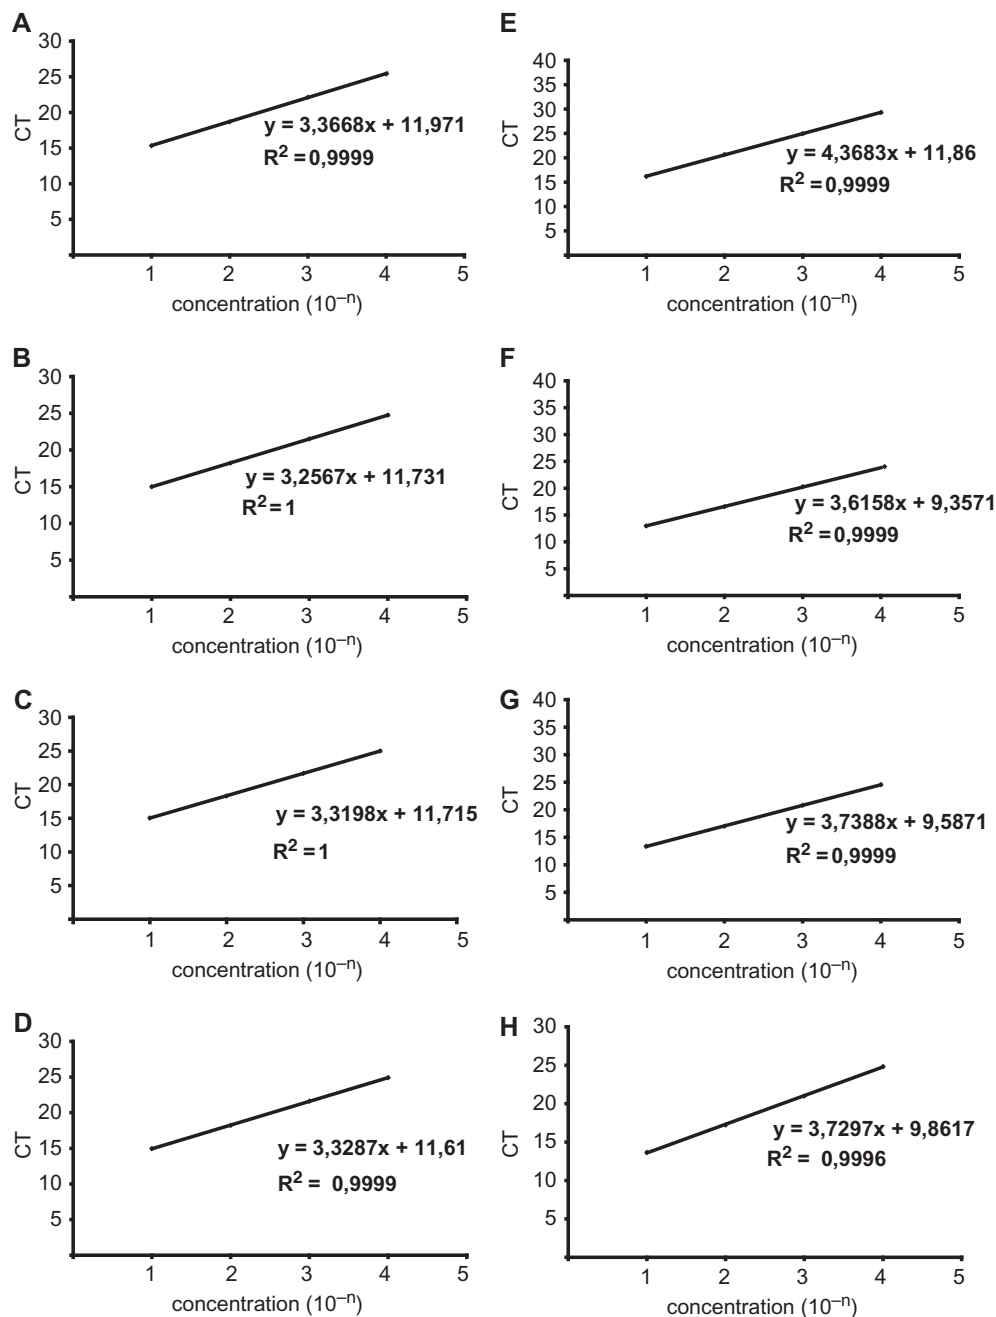 A
30
25
20
15
5
CT
y = 3,3668x + 11,971
R² = 0,9999
1 2 3 4 5
concentration (10⁻ⁿ)
B
30
25
20
15
5
CT
y = 3,2567x + 11,731
R² = 1
1 2 3 4 5
concentration (10⁻ⁿ)
C
30
25
20
15
5
CT
y = 3,3198x + 11,715
R² = 1
1 2 3 4 5
concentration (10⁻ⁿ)
D
30
25
20
15
5
CT
y = 3,3287x + 11,61
R² = 0,9999
1 2 3 4 5
concentration (10⁻ⁿ)
E
40
35
30
25
20
15
10
5
CT
y = 4,3683x + 11,86
R² = 0,9999
1 2 3 4 5
concentration (10⁻ⁿ)
F
40
35
30
25
20
15
10
5
CT
y = 3,6158x + 9,3571
R² = 0,9999
1 2 3 4 5
concentration (10⁻ⁿ)
G
40
35
30
25
20
15
10
5
CT
y = 3,7388x + 9,5871
R² = 0,9999
1 2 3 4 5
concentration (10⁻ⁿ)
H
30
25
20
15
5
CT
y = 3,7297x + 9,8617
R² = 0,9996
1 2 3 4 5
concentration (10⁻ⁿ)